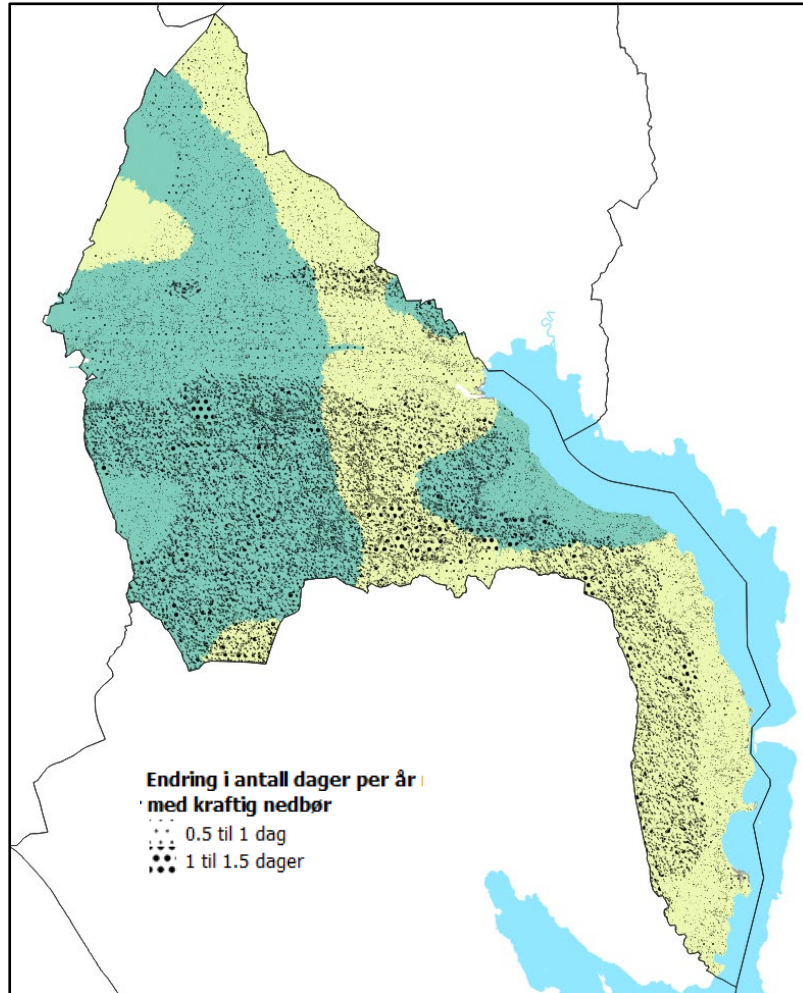 Endring i antall dager per år
med kraftig nedbør
0.5 til 1 dag
1 til 1.5 dager